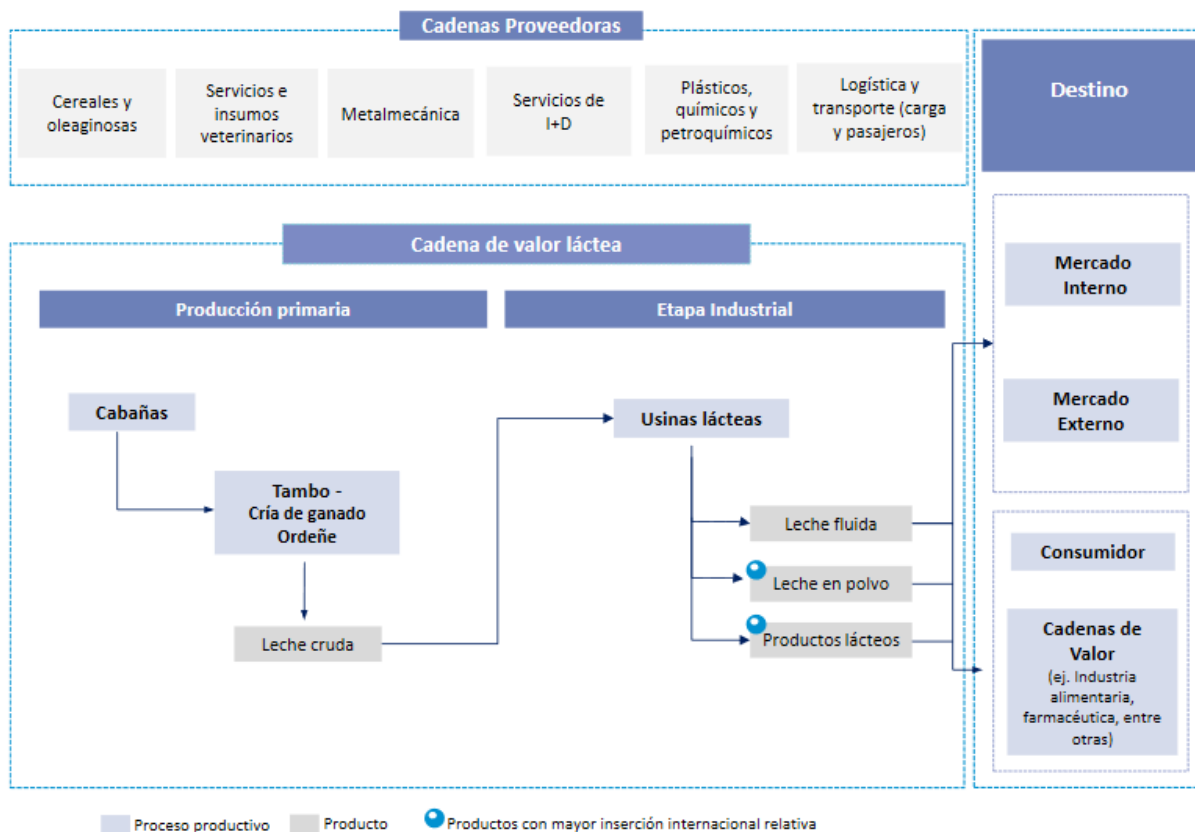 Cadenas Proveedoras
Cereales y
oleaginosas
Servicios e
insumos
veterinarios
Metalmecánica
Servicios de
I+D
Plásticos,
químicos y
petroquímicos
Logística y
transporte (carga
y pasajeros)
Destino
Cadena de valor láctea
Producción primaria
Etapa Industrial
Cabañas
Tambo -
Cría de ganado
Ordeñe
Leche cruda
Usinas lácteas
Leche fluida
Leche en polvo
Productos lácteos
Mercado
Interno
Mercado
Externo
Consumidor
Cadenas de
Valor
(ej. Industria
alimentaria,
farmacéutica, entre
otras)
Proceso productivo
Producto
Productos con mayor inserción internacional relativa